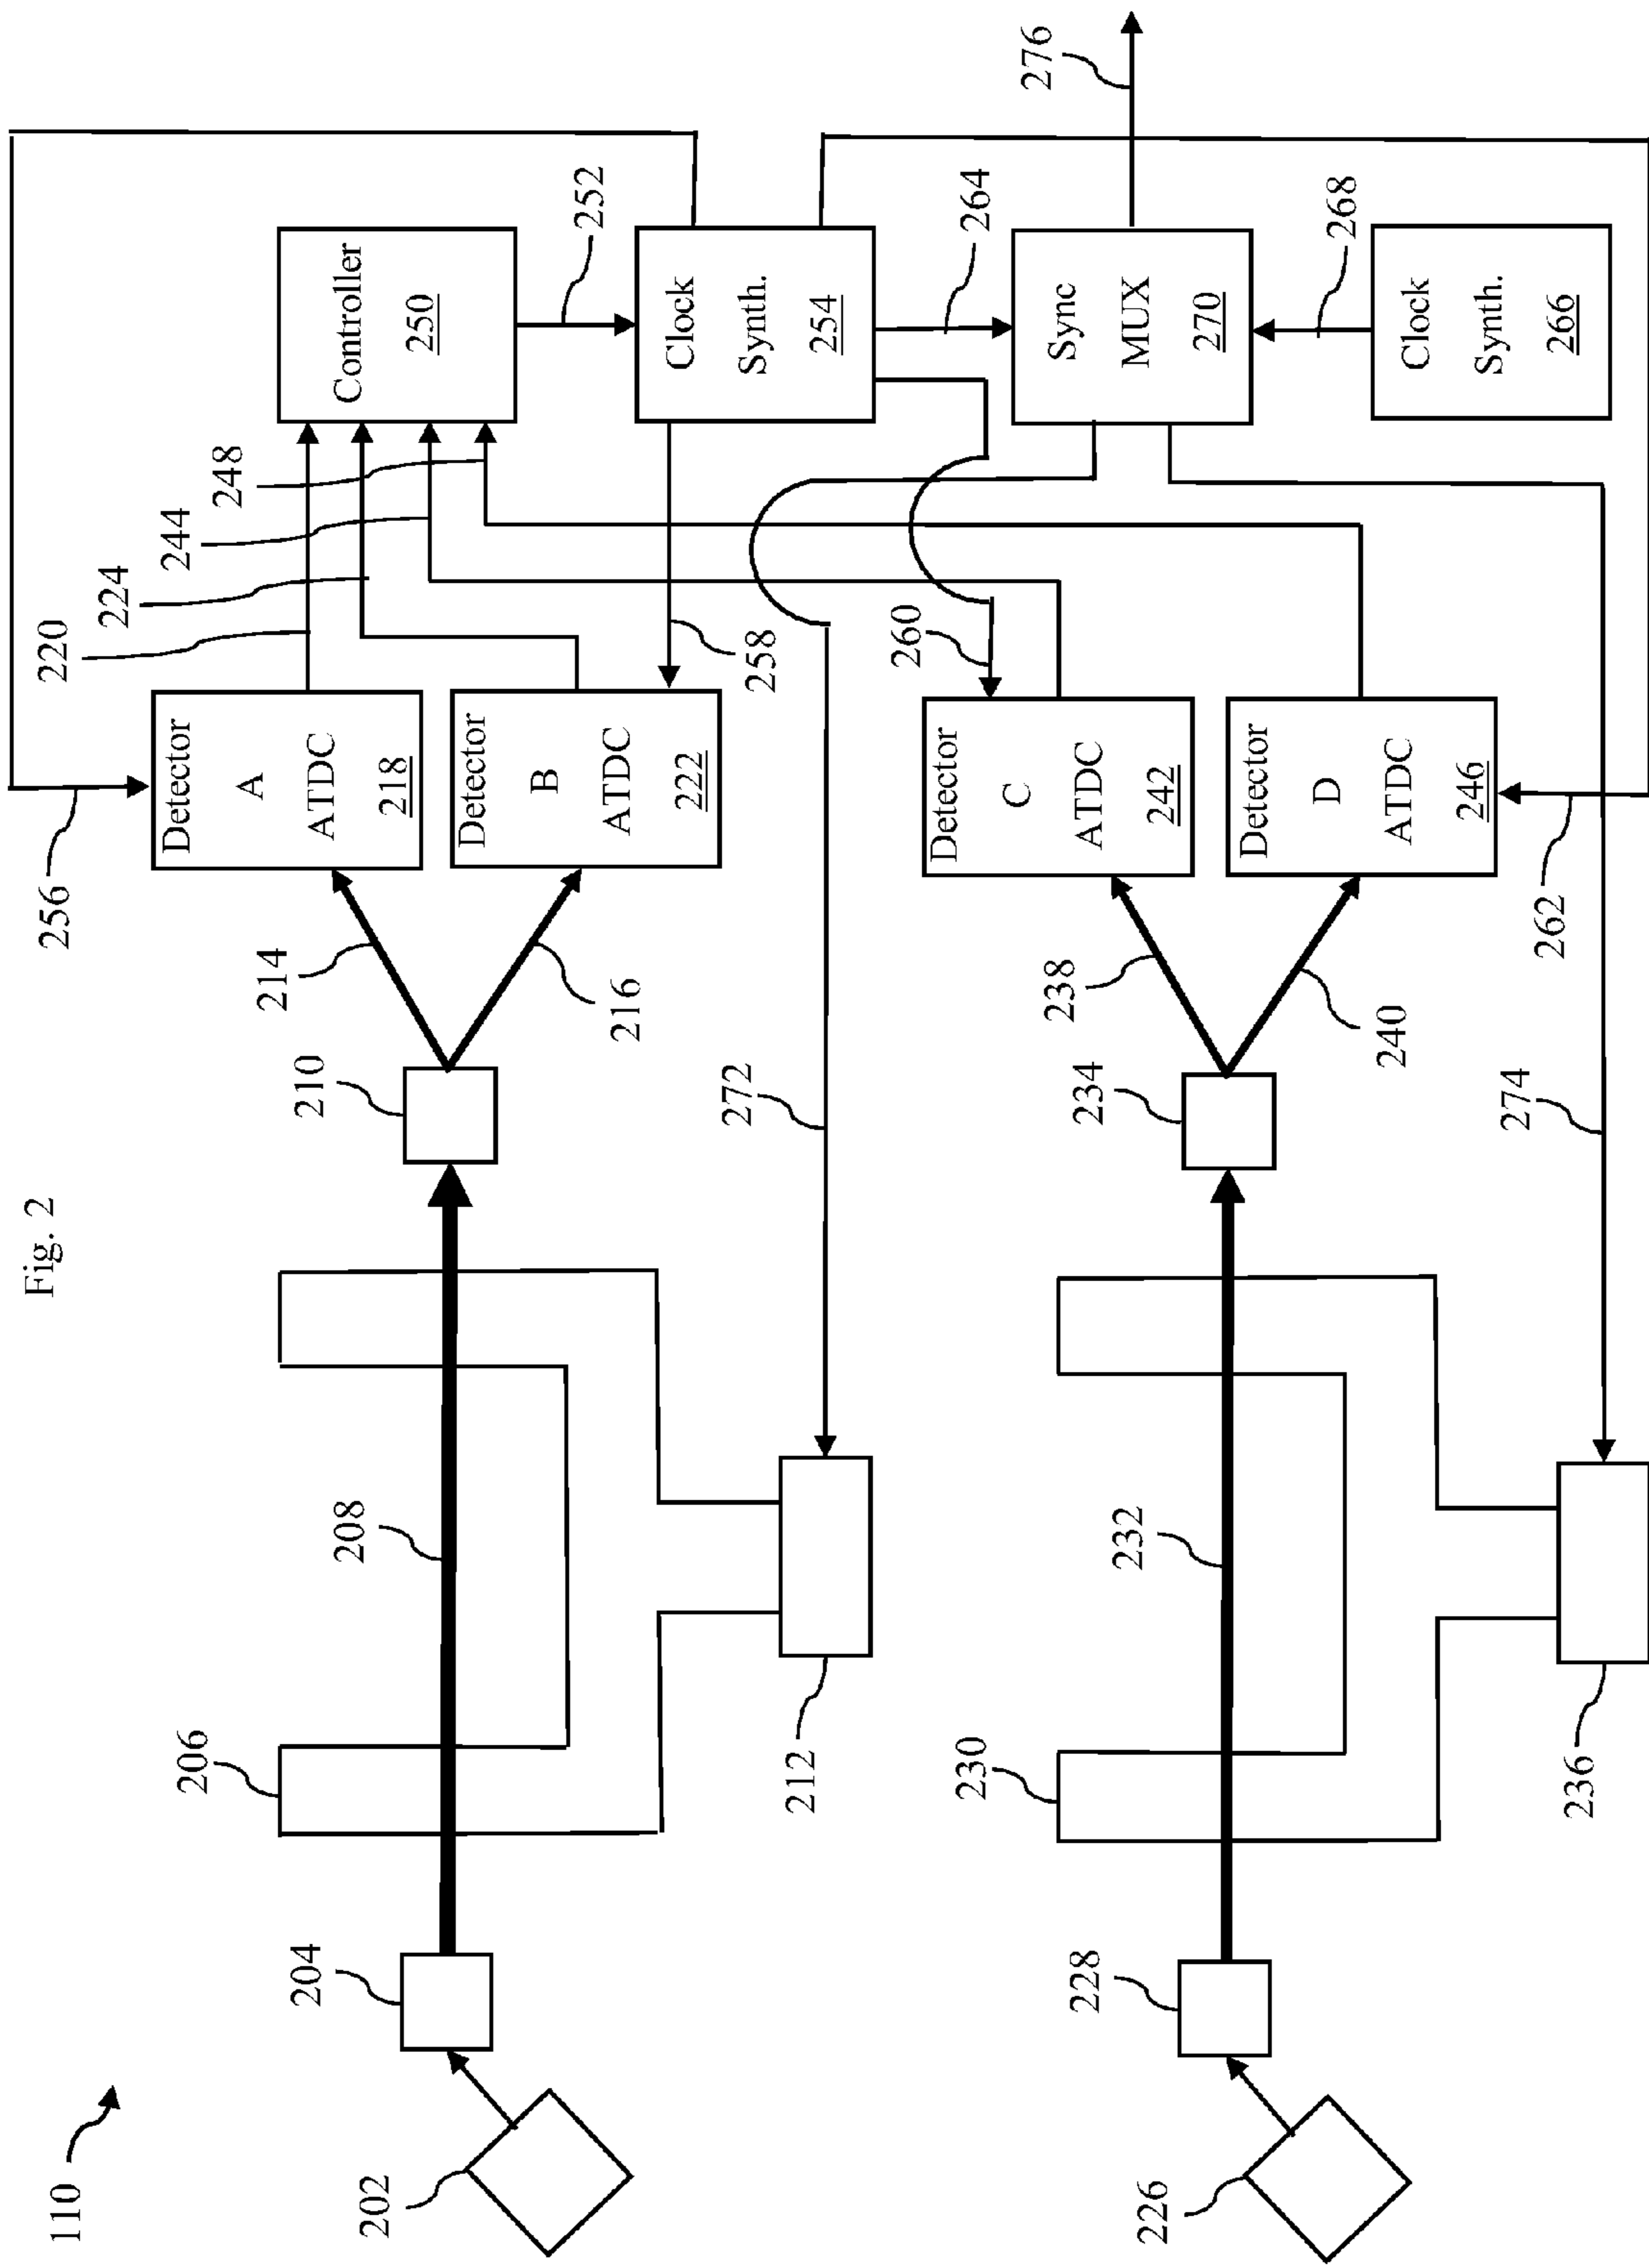 Fig. 2
110
202
204
206
208
210
212
214
216
Detector
A
ATDC
218
220
Detector
B
ATDC
222
224
226
228
230
232
234
236
238
240
Detector
C
ATDC
242
244
Detector
D
ATDC
246
248
Controller
250
252
Clock
Synth.
254
256
258
260
262
264
Clock
Synth.
266
268
Sync
MUX
270
272
274
276